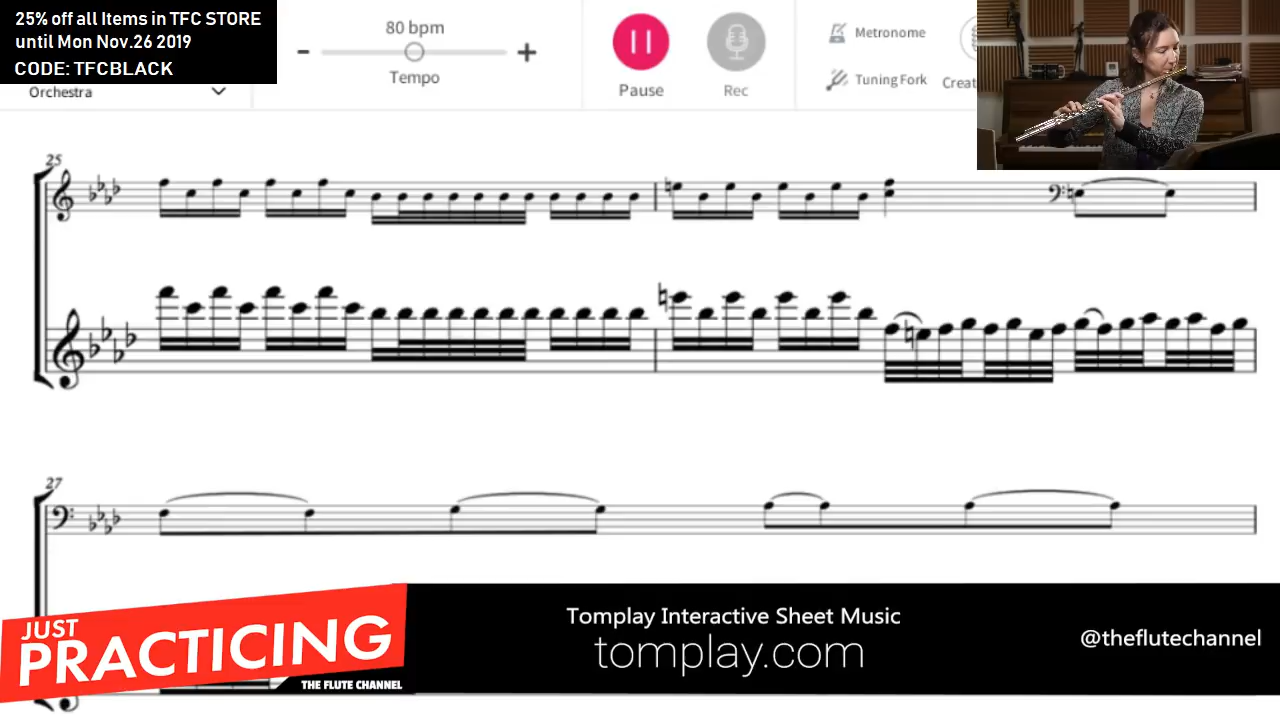 25% off all Items in TFC STORE
until Mon Nov.26 2019
CODE: TFCBLACK
Orchestra
80 bpm
Tempo
Pause
Rec
Metronome
Tuning Fork
Creat
25
27
JUST
PRACTICING
THE FLUTE CHANNEL
Tomplay Interactive Sheet Music
tomplay.com
@theflutechannel